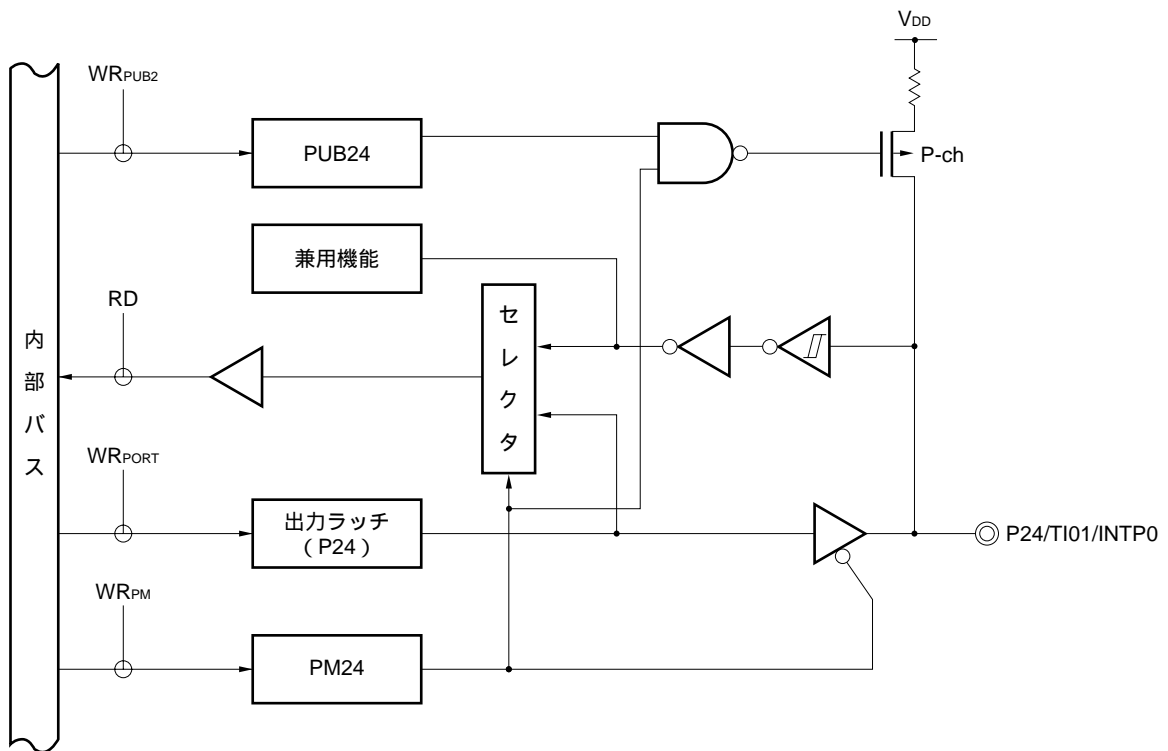 VDD
WRPUB2
PUB24
P-ch
兼用機能
RD
セレクタ
内部バス
WRPORT
出力ラッチ
(P24)
P24/TI01/INTP0
WRPM
PM24